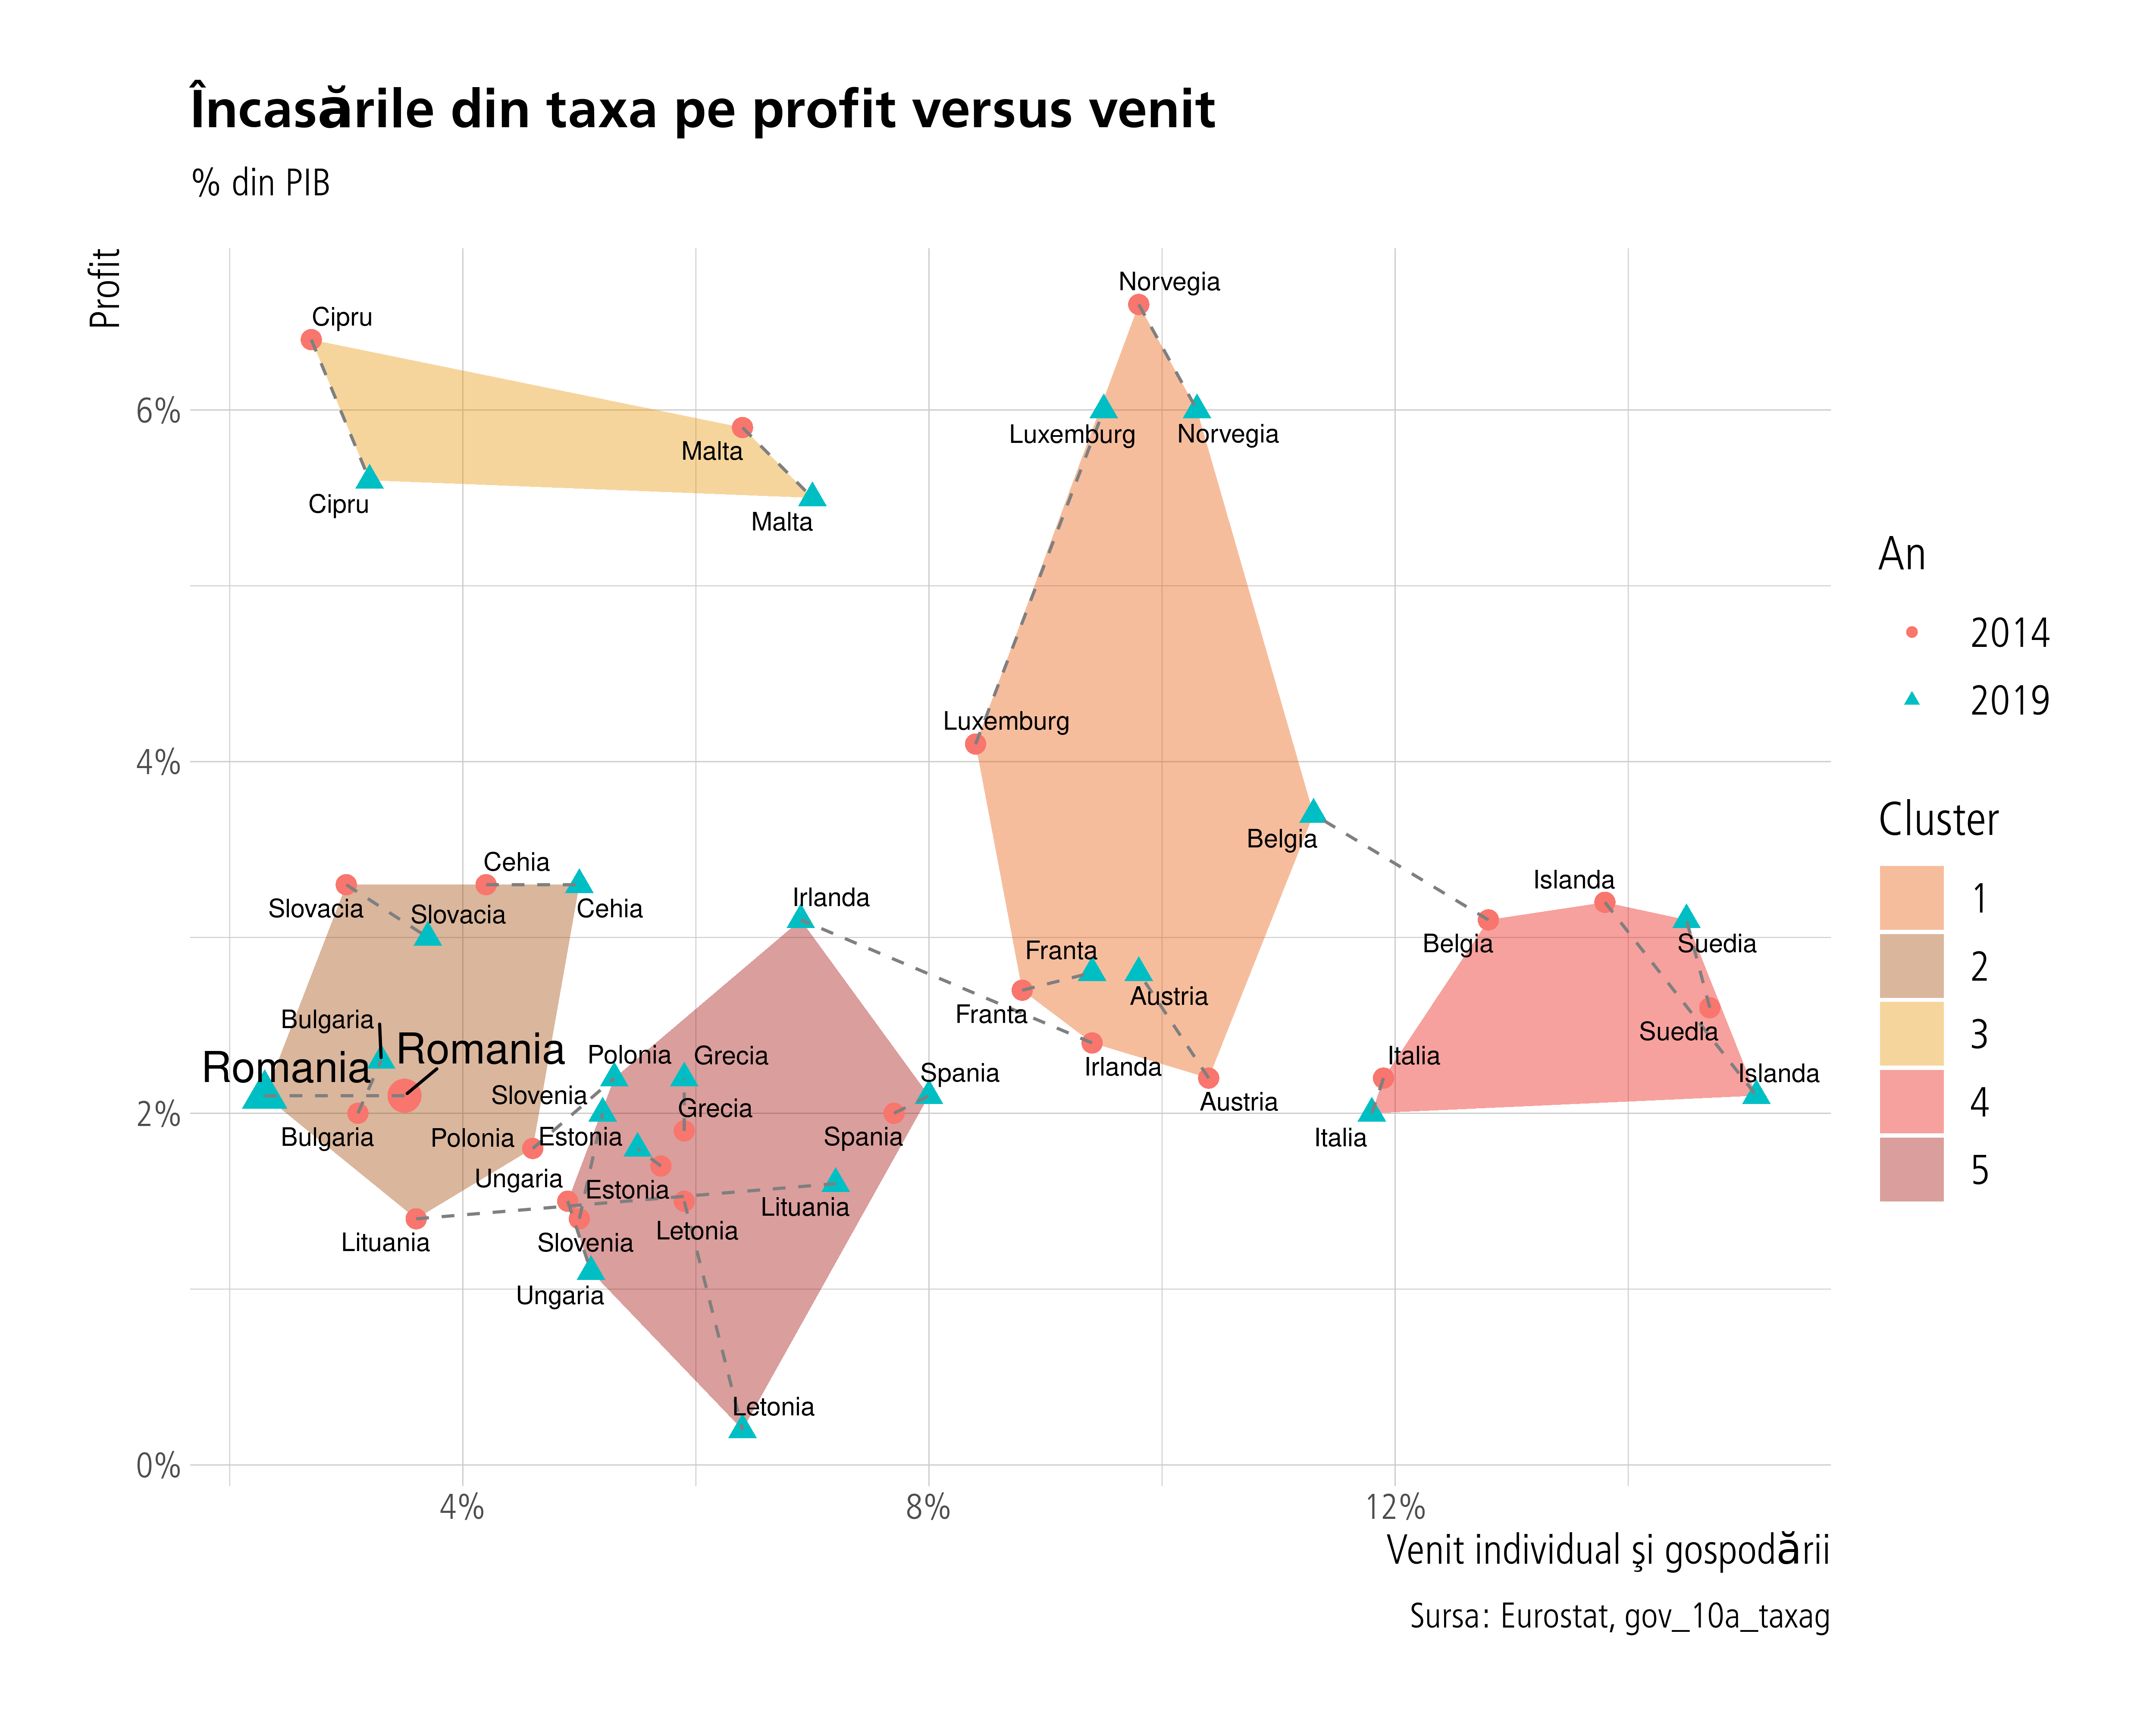 Încasările din taxa pe profit versus venit
% din PIB
Profit
Norvegia
Cipru
6%
Luxemburg
Norvegia
Malta
Cipru
Malta
An
2014
2019
Luxemburg
4%
Cluster
1
2
3
4
5
Belgia
Cehia
Islanda
Irlanda
Slovacia
Slovacia
Cehia
Franta
Belgia
Suedia
Austria
Franta
Bulgaria
Suedia
Romania
Romania
Polonia
Grecia
Irlanda
Italia
Spania
Islanda
Slovenia
Grecia
Austria
2%
Bulgaria
Polonia
Estonia
Spania
Italia
Ungaria
Estonia
Lituania
Letonia
Lituania
Slovenia
Ungaria
Letonia
0%
4%
8%
12%
Venit individual şi gospodării
Sursa: Eurostat, gov_10a_taxag